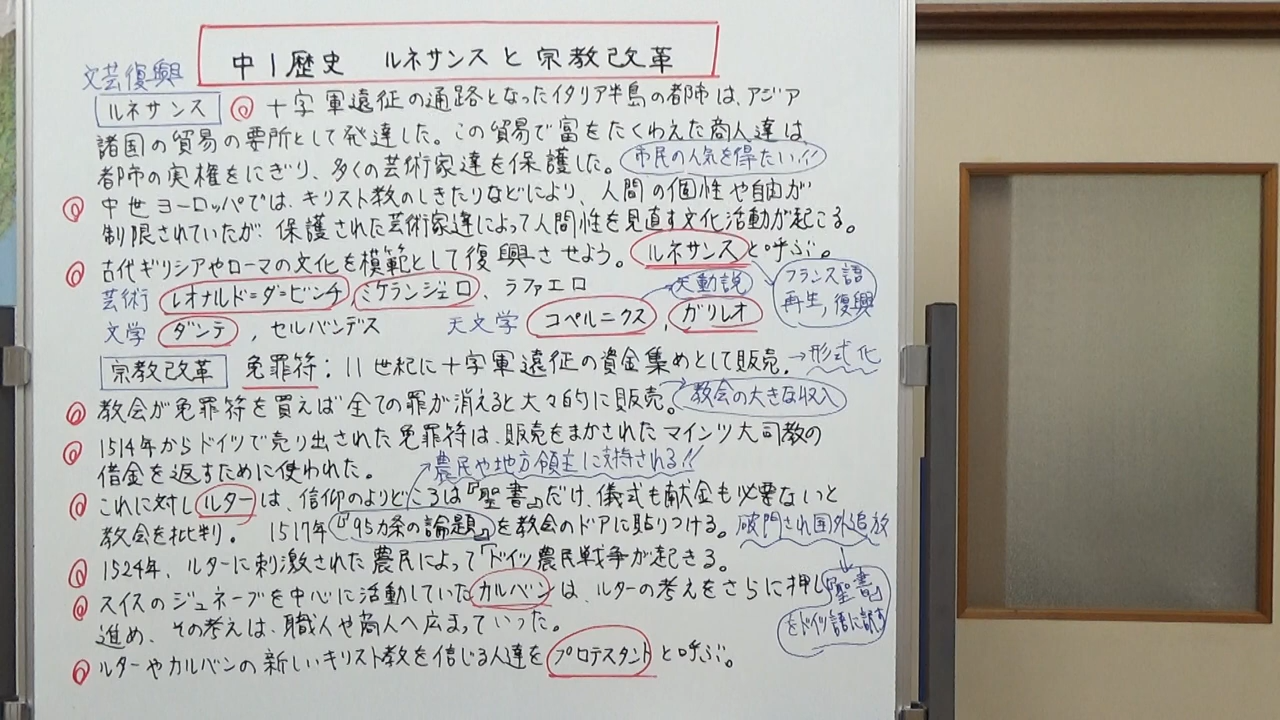 中1歴史 ルネサンスと宗教改革
文芸復興
ルネサンス ◎ 十字軍遠征の通路となったイタリア半島の都市は、アジア
諸国の貿易の要所として発達した。この貿易で富をたくわえた商人達は
都市の実権をにぎり、多くの芸術家達を保護した。 市民の人気を得たい!!
◎ 中世ヨーロッパでは、キリスト教のしきたりなどにより、人間の個性や自由が
制限されていたが、保護された芸術家達によって人間性を見直す文化活動が起こる。
◎ 古代ギリシアやローマの文化を模範として復興させよう。ルネサンスと呼ぶ。
芸術 レオナルド=ダ=ビンチ、ミケランジェロ、ラファエロ 地動説 フランス語
再生,復興
文学 ダンテ, セルバンデス 天文学 コペルニクス, ガリレオ
宗教改革 免罪符: 11世紀に十字軍遠征の資金集めとして販売. →形式化
◎ 教会が免罪符を買えば全ての罪が消えると大々的に販売。 教会の大きな収入
◎ 1514年からドイツで売り出された免罪符は、販売をまかされたマインツ大司教の
借金を返すために使われた。 農民や地方領主に支持される!!
◎ これに対しルターは、信仰のよりどころは『聖書』だけ、儀式も献金も必要ないと
教会を批判。 1517年『95カ条の論題』を教会のドアに貼りつける。 破門され国外追放
◎ 1524年、ルターに刺激された農民によって「ドイツ農民戦争が起きる。
◎ スイスのジュネーブを中心に活動していたカルバンは、ルターの考えをさらに押し 『聖書』
進め、その考えは、職人や商人へ広まっていった。 をドイツ語に訳す
◎ ルターやカルバンの新しいキリスト教を信じる人達をプロテスタントと呼ぶ。